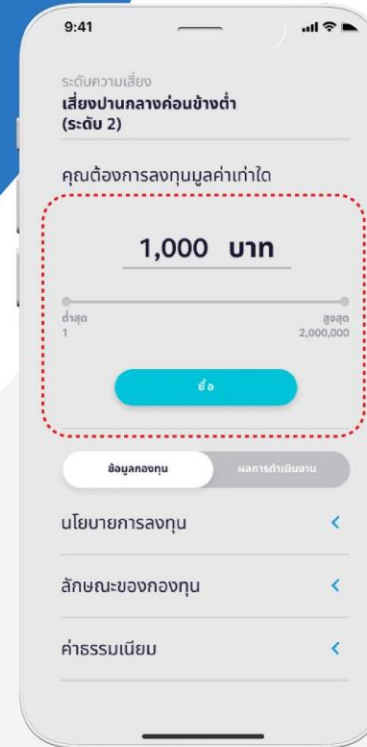 9:41
ระดับความเสี่ยง
เสี่ยงปานกลางค่อนข้างต่ำ
(ระดับ 2)
คุณต้องการลงทุนมูลค่าเท่าใด
1,000 บาท
ต่ำสุด สูงสุด
1 2,000,000
ซื้อ
ข้อมูลกองทุน ผลการดำเนินงาน
นโยบายการลงทุน
ลักษณะของกองทุน
ค่าธรรมเนียม